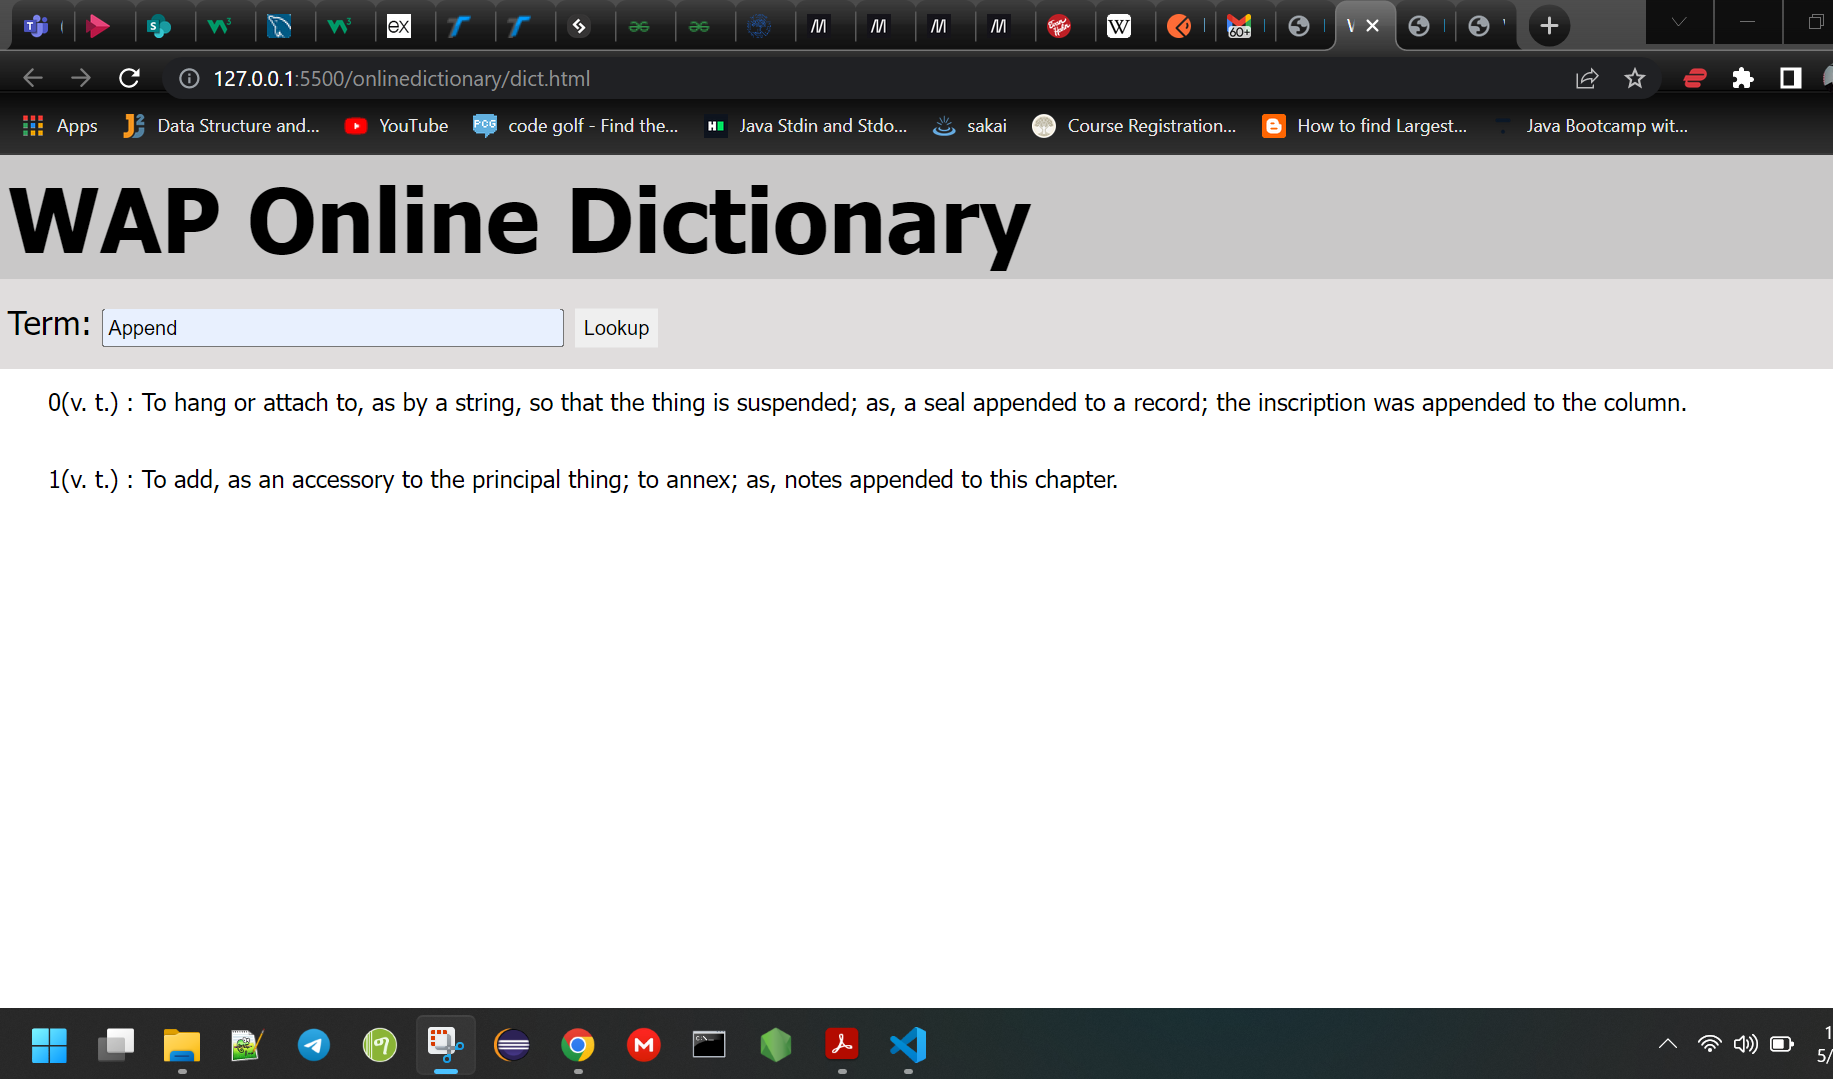 60+
127.0.0.1:5500/onlinedictionary/dict.html
Apps Data Structure and... YouTube code golf - Find the... Java Stdin and Stdo... sakai Course Registration... How to find Largest... Java Bootcamp wit...
WAP Online Dictionary
Term: Append Lookup
0(v. t.) : To hang or attach to, as by a string, so that the thing is suspended; as, a seal appended to a record; the inscription was appended to the column.
1(v. t.) : To add, as an accessory to the principal thing; to annex; as, notes appended to this chapter.